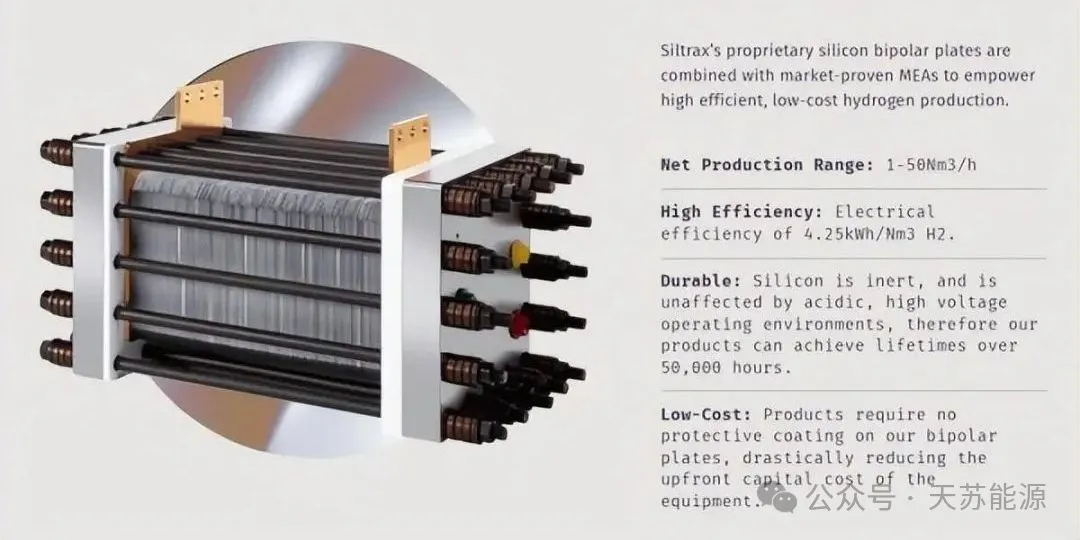 Siltrax's proprietary silicon bipolar plates are
combined with market-proven MEAs to empower
high efficient, low-cost hydrogen production.
Net Production Range: 1-50Nm3/h
High Efficiency: Electrical
efficiency of 4.25kWh/Nm3 H2.
Durable: Silicon is inert, and is
unaffected by acidic, high voltage
operating environments, therefore our
products can achieve lifetimes over
50,000 hours.
Low-Cost: Products require no
protective coating on our bipolar
plates, drastically reducing the
upfront capital cost of the
equipment.
公众号 · 天苏能源